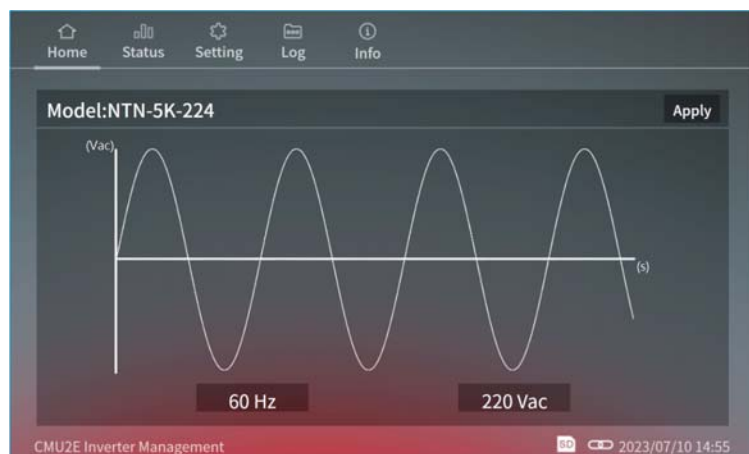 Home Status Setting Log Info
Model:NTN-5K-224 Apply
(Vac)
(s)
60 Hz 220 Vac
CMU2E Inverter Management SD 2023/07/10 14:55